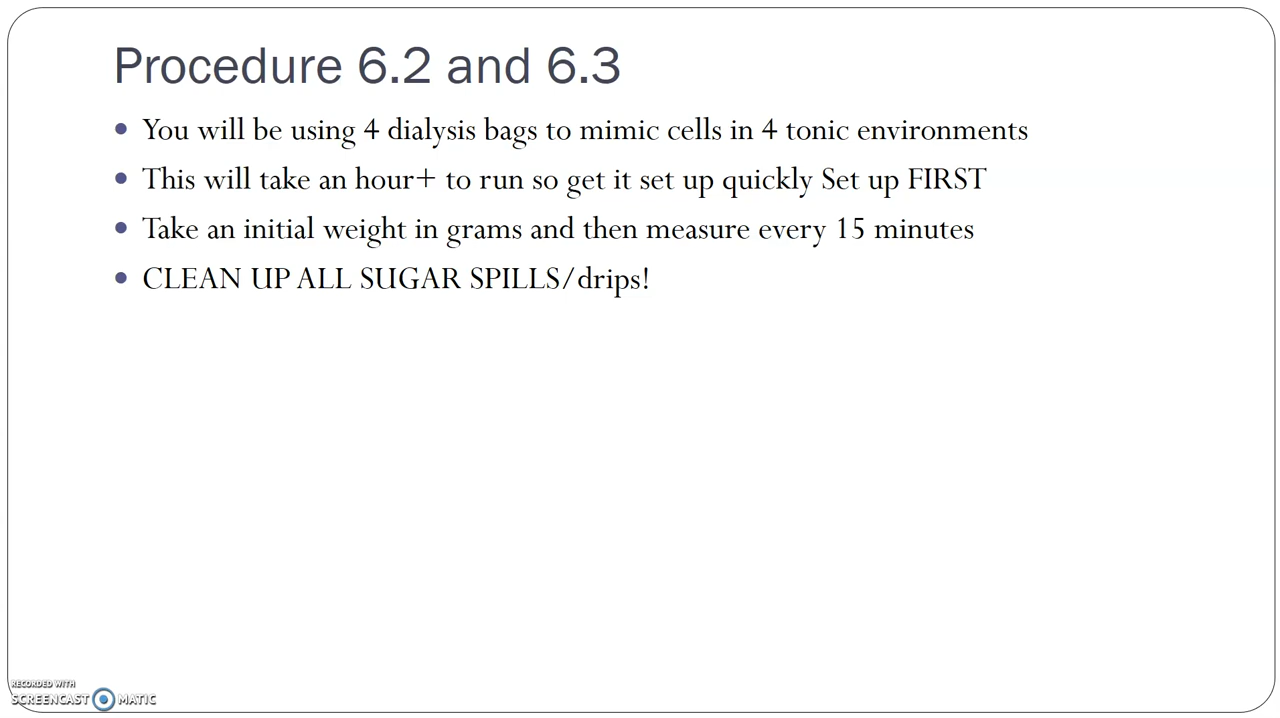 Procedure 6.2 and 6.3
• You will be using 4 dialysis bags to mimic cells in 4 tonic environments
• This will take an hour+ to run so get it set up quickly Set up FIRST
• Take an initial weight in grams and then measure every 15 minutes
• CLEAN UP ALL SUGAR SPILLS/drips!
RECORDED WITH
SCREENCAST MATIC